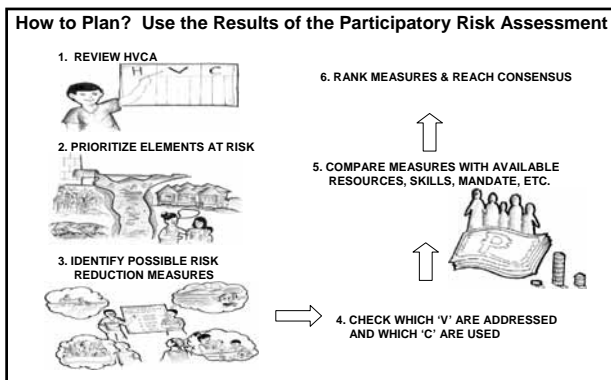 How to Plan? Use the Results of the Participatory Risk Assessment
1. REVIEW HVCA
H V C
2. PRIORITIZE ELEMENTS AT RISK
3. IDENTIFY POSSIBLE RISK
REDUCTION MEASURES
4. CHECK WHICH ‘V’ ARE ADDRESSED
AND WHICH ‘C’ ARE USED
5. COMPARE MEASURES WITH AVAILABLE
RESOURCES, SKILLS, MANDATE, ETC.
6. RANK MEASURES & REACH CONSENSUS